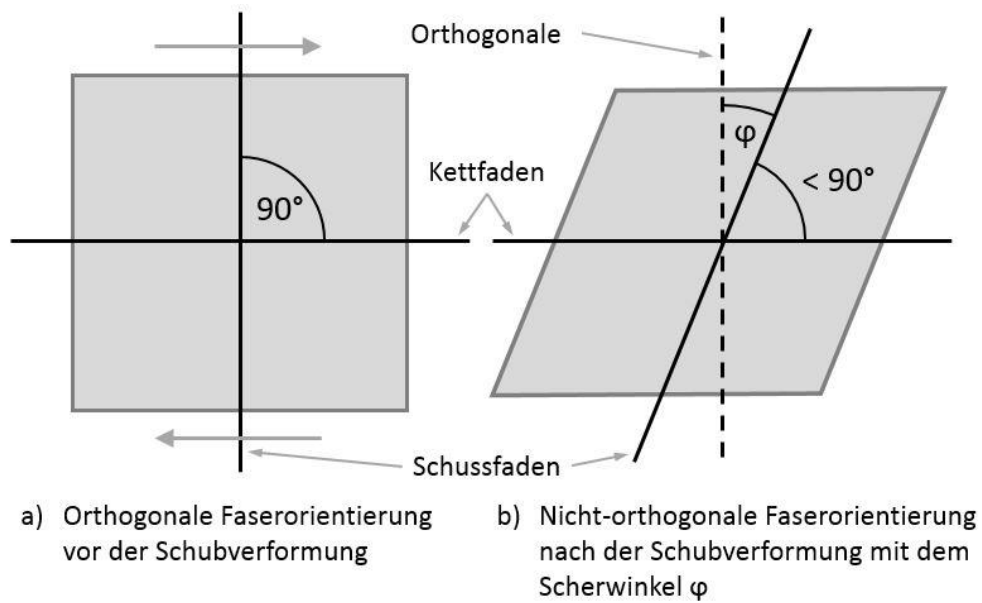 Orthogonale
φ
90°
Kettfaden
< 90°
Schussfaden
a) Orthogonale Faserorientierung
vor der Schubverformung
b) Nicht-orthogonale Faserorientierung
nach der Schubverformung mit dem
Scherwinkel φ